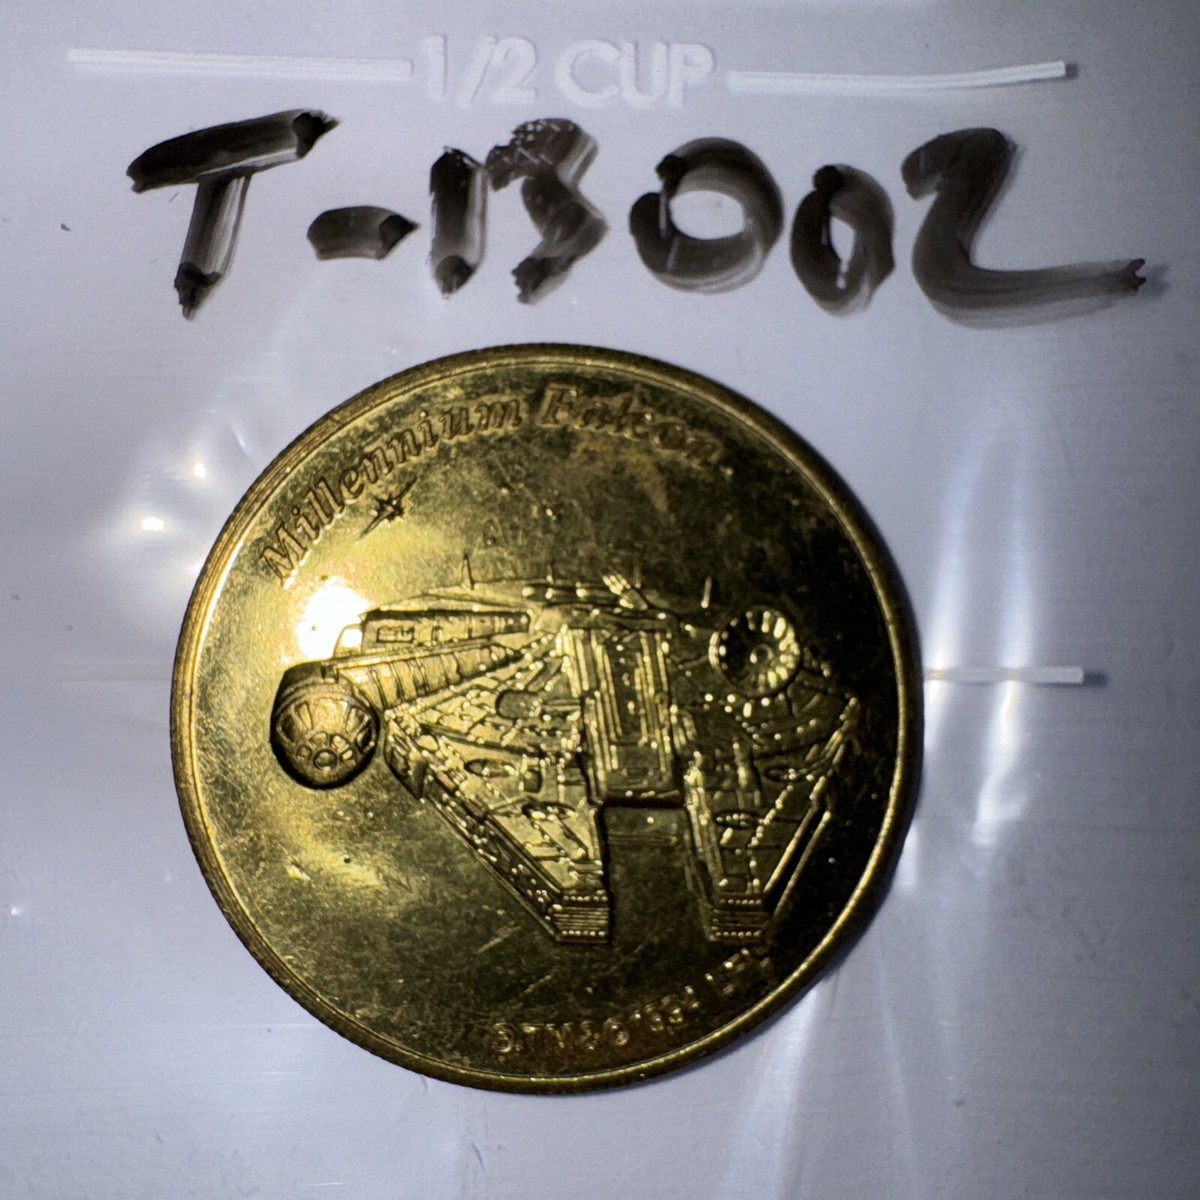 1/2 CUP
T-13002
Millennium Falcon